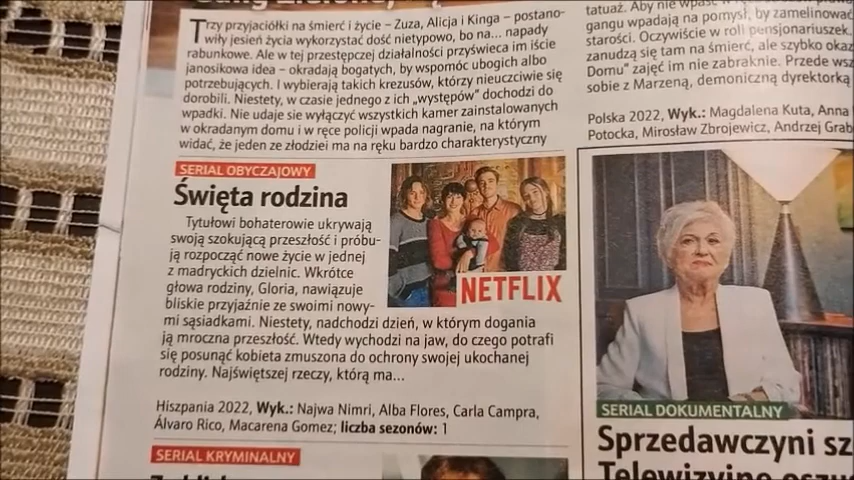 Trzy przyjaciółki na śmierć i życie – Zuza, Alicja i Kinga – postano-
wiły jesień życia wykorzystać dość nietypowo, bo na... napady
rabunkowe. Ale w tej przestępczej działalności przyświeca im iście
janosikowa idea – okradają bogatych, by wspomóc ubogich albo
potrzebujących. I wybierają takich krezusów, którzy nieuczciwie się
dorobili. Niestety, w czasie jednego z ich „występów” dochodzi do
wpadki. Nie udaje się wyłączyć wszystkich kamer zainstalowanych
w okradanym domu i w ręce policji wpada nagranie, na którym
widać, że jeden ze złodziei ma na ręku bardzo charakterystyczny
SERIAL OBYCZAJOWY
Święta rodzina
Tytułowi bohaterowie ukrywają
swoją szokującą przeszłość i próbu-
ją rozpocząć nowe życie w jednej
z madryckich dzielnic. Wkrótce
głowa rodziny, Gloria, nawiązuje
bliskie przyjaźnie ze swoimi nowy-
mi sąsiadkami. Niestety, nadchodzi dzień, w którym dogania
ją mroczna przeszłość. Wtedy wychodzi na jaw, do czego potrafi
się posunąć kobieta zmuszona do ochrony swojej ukochanej
rodziny. Najświętszej rzeczy, którą ma...
NETFLIX
Hiszpania 2022, Wyk.: Najwa Nimri, Alba Flores, Carla Campra,
Álvaro Rico, Macarena Gomez; liczba sezonów: 1
SERIAL KRYMINALNY
tatuaż. Aby nie wpaść
gangu wpadają na pomysł, by zamelinować
starości. Oczywiście w roli pensjonariuszek.
zanudzą się tam na śmierć, ale szybko okaz
Domu” zajęć im nie zabraknie. Przede wsz
sobie z Marzeną, demoniczną dyrektorką
Polska 2022, Wyk.: Magdalena Kuta, Anna
Potocka, Mirosław Zbrojewicz, Andrzej Grab
SERIAL DOKUMENTALNY
Sprzedawczyni sz